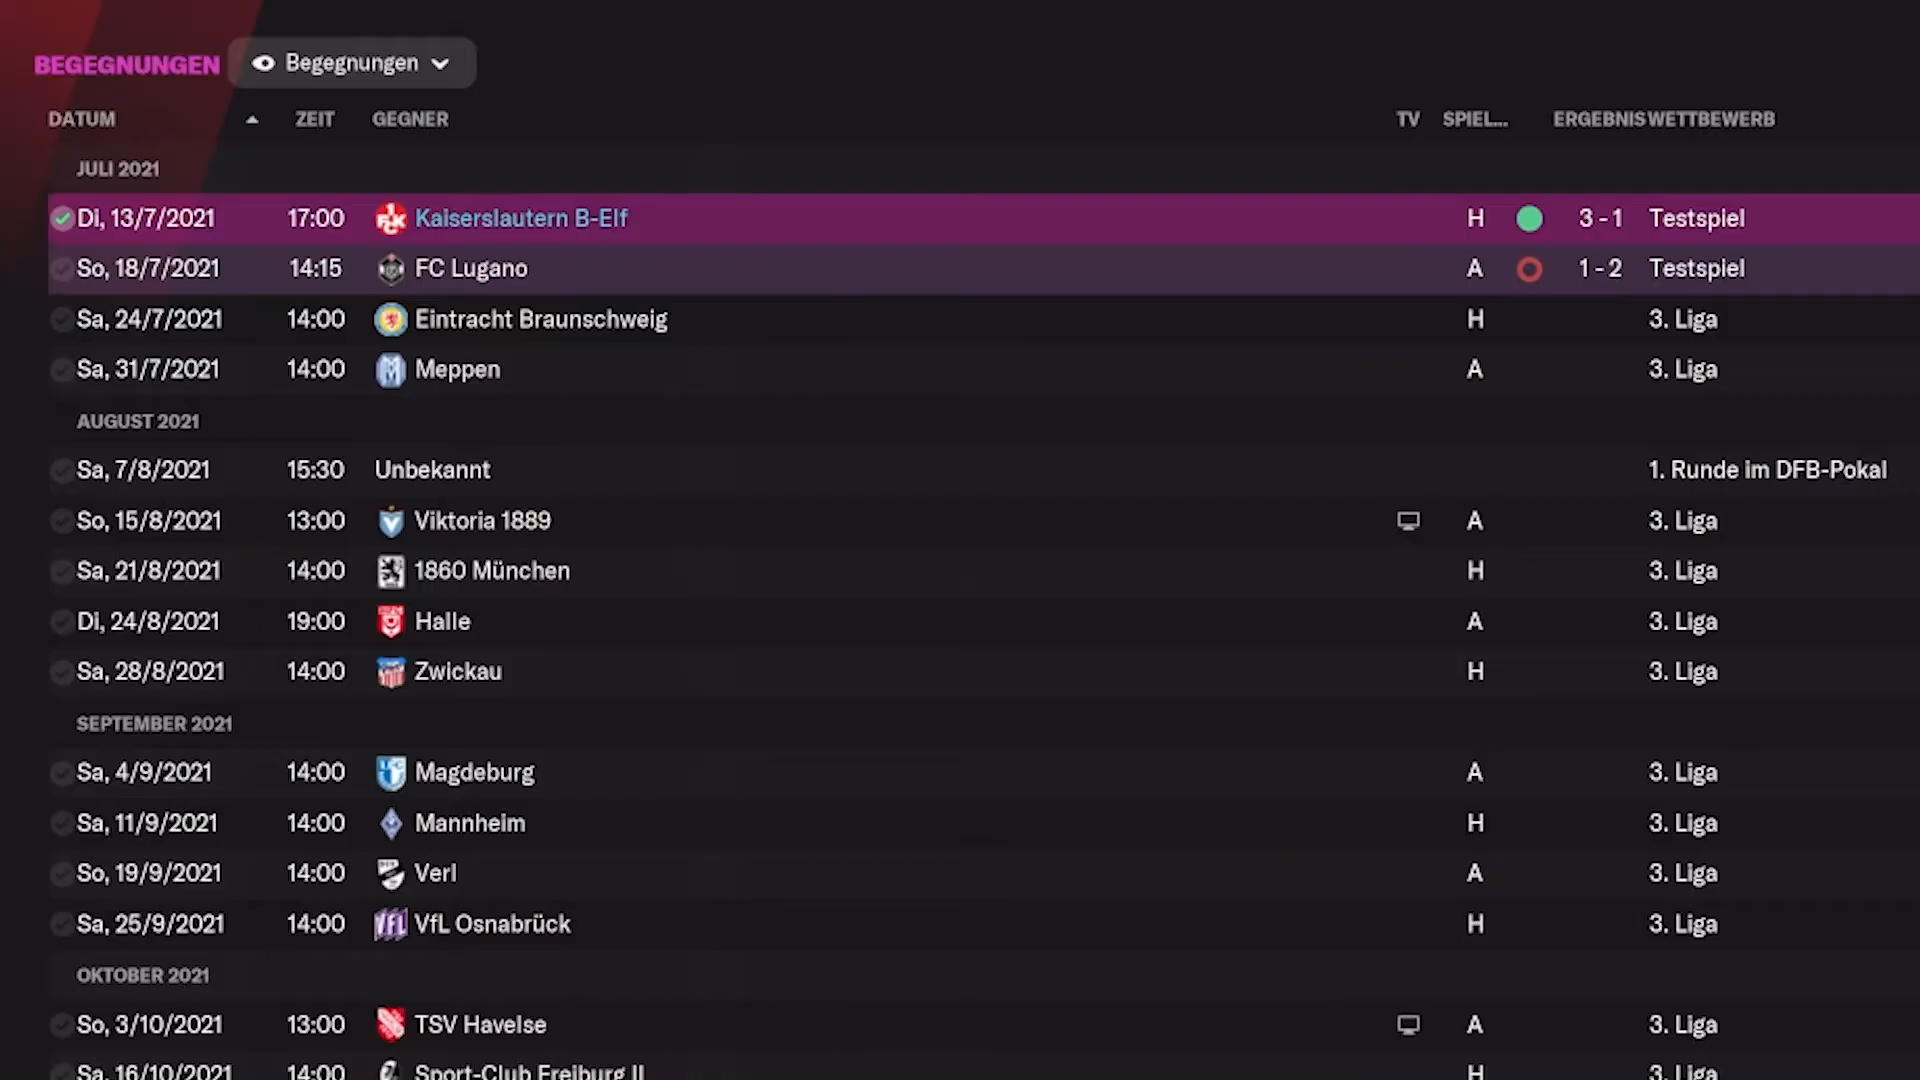 BEGEGNUNGEN Begegnungen
DATUM ZEIT GEGNER TV SPIEL... ERGEBNIS WETTBEWERB
JULI 2021
Di, 13/7/2021 17:00 Kaiserslautern B-Elf H 3 - 1 Testspiel
So, 18/7/2021 14:15 FC Lugano A 1 - 2 Testspiel
Sa, 24/7/2021 14:00 Eintracht Braunschweig H 3. Liga
Sa, 31/7/2021 14:00 Meppen A 3. Liga
AUGUST 2021
Sa, 7/8/2021 15:30 Unbekannt 1. Runde im DFB-Pokal
So, 15/8/2021 13:00 Viktoria 1889 A 3. Liga
Sa, 21/8/2021 14:00 1860 München H 3. Liga
Di, 24/8/2021 19:00 Halle A 3. Liga
Sa, 28/8/2021 14:00 Zwickau H 3. Liga
SEPTEMBER 2021
Sa, 4/9/2021 14:00 Magdeburg A 3. Liga
Sa, 11/9/2021 14:00 Mannheim H 3. Liga
So, 19/9/2021 14:00 Verl A 3. Liga
Sa, 25/9/2021 14:00 VfL Osnabrück H 3. Liga
OKTOBER 2021
So, 3/10/2021 13:00 TSV Havelse A 3. Liga
Sa, 16/10/2021 14:00 Sport-Club Freiburg II H 3. Liga